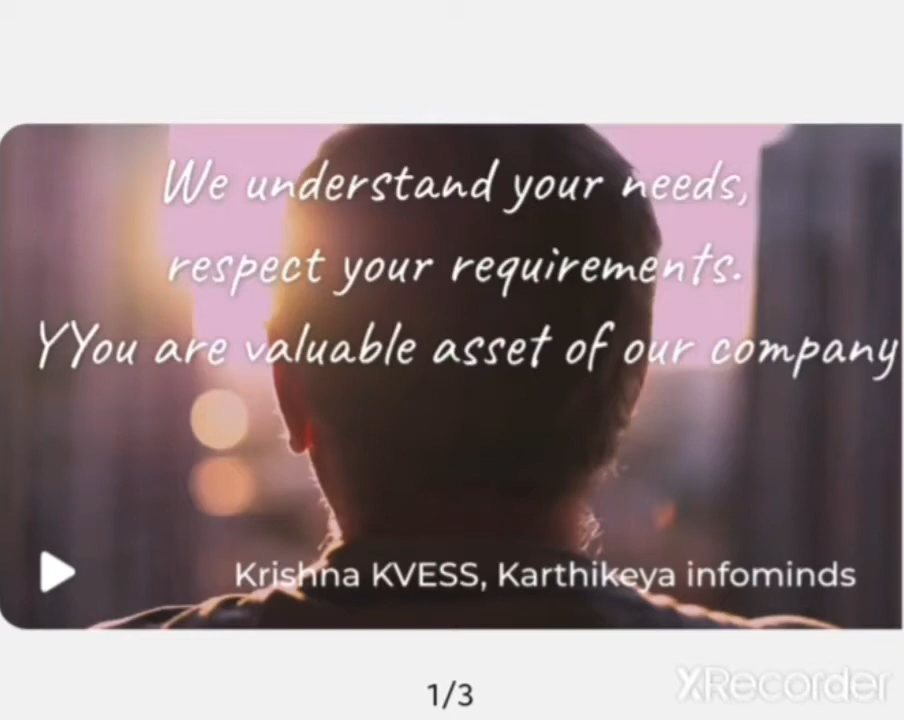 We understand your needs,
respect your requirements.
YYou are valuable asset of our company
Krishna KVESS, Karthikeya infominds
1/3
XRecorder